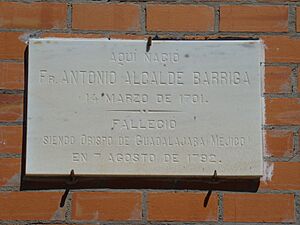 AQUÍ NACIÓ
FR. ANTONIO ALCALDE BARRIGA
14 MARZO DE 1701.
FALLECIÓ
SIENDO OBISPO DE GUADALAJARA MÉJICO
EN 7 AGOSTO DE 1792.